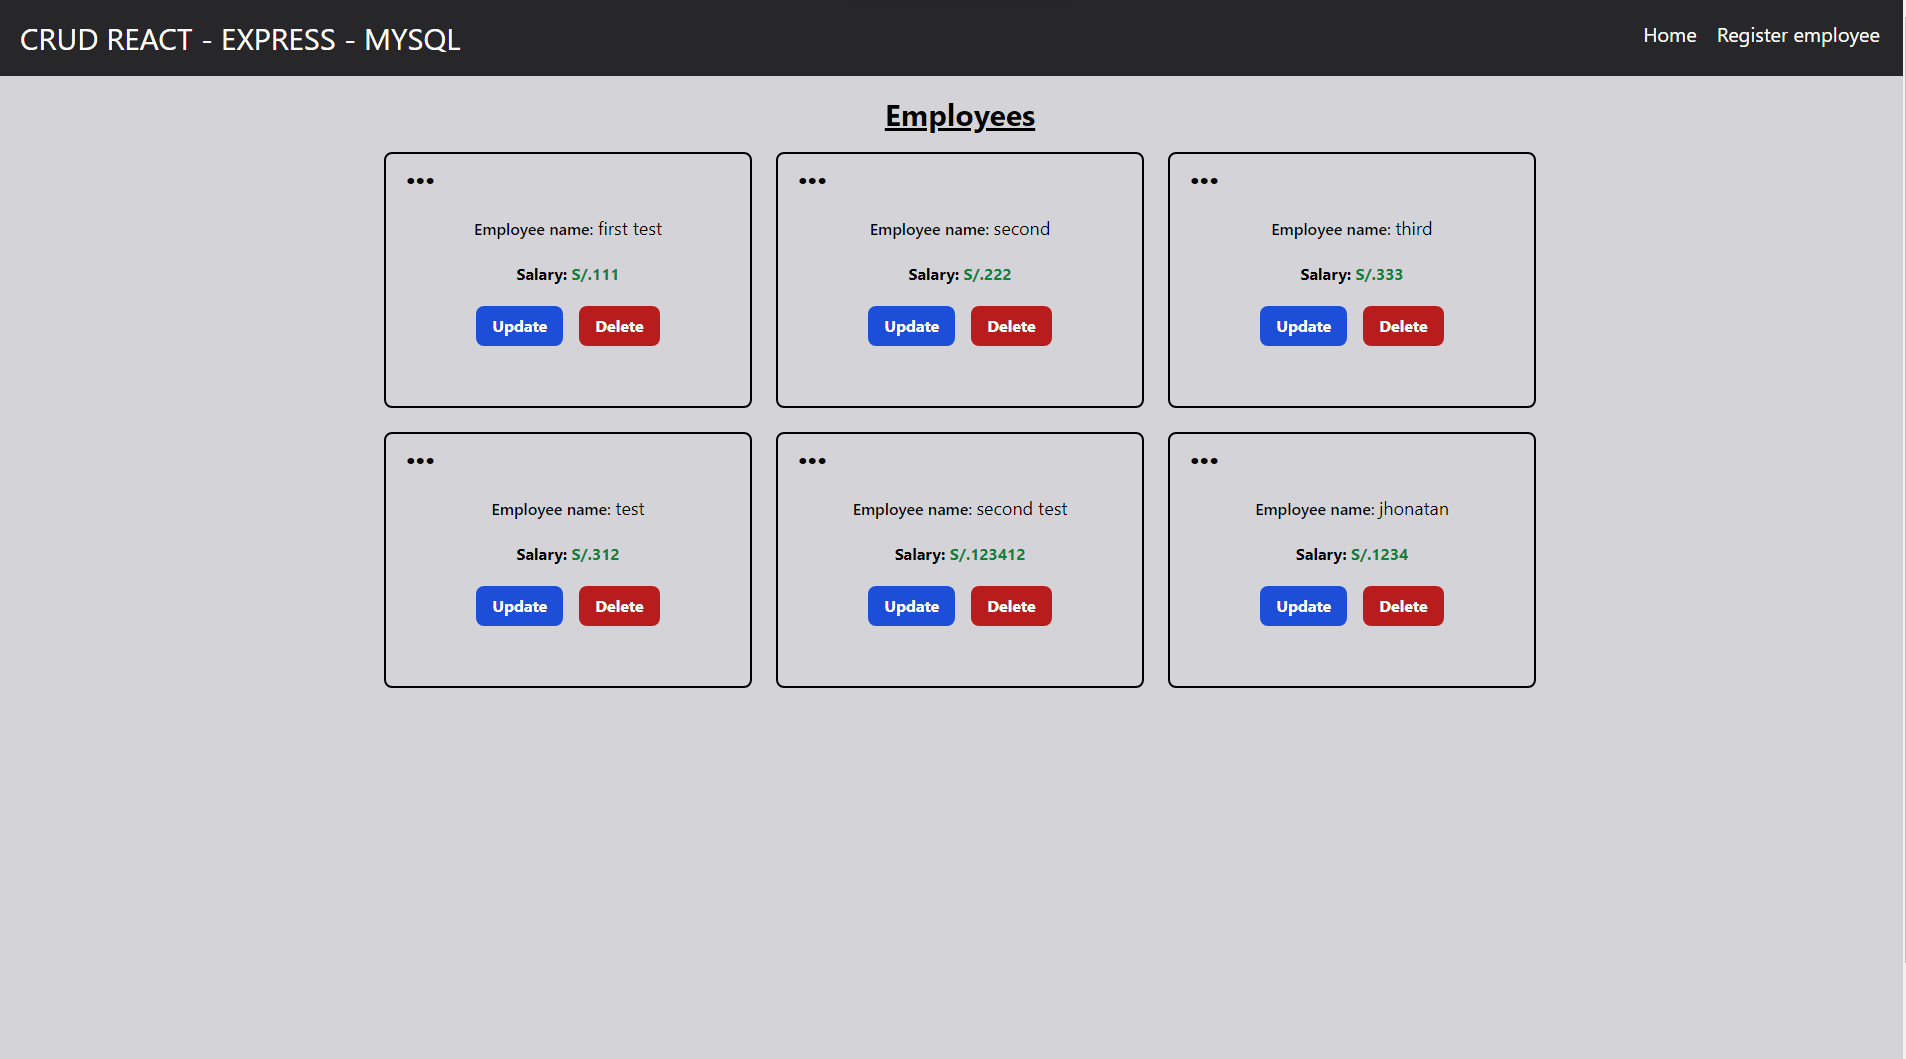 CRUD REACT - EXPRESS - MYSQL
Home Register employee
Employees
Employee name: first test
Salary: S/.111
Update Delete
Employee name: second
Salary: S/.222
Update Delete
Employee name: third
Salary: S/.333
Update Delete
Employee name: test
Salary: S/.312
Update Delete
Employee name: second test
Salary: S/.123412
Update Delete
Employee name: jhonatan
Salary: S/.1234
Update Delete